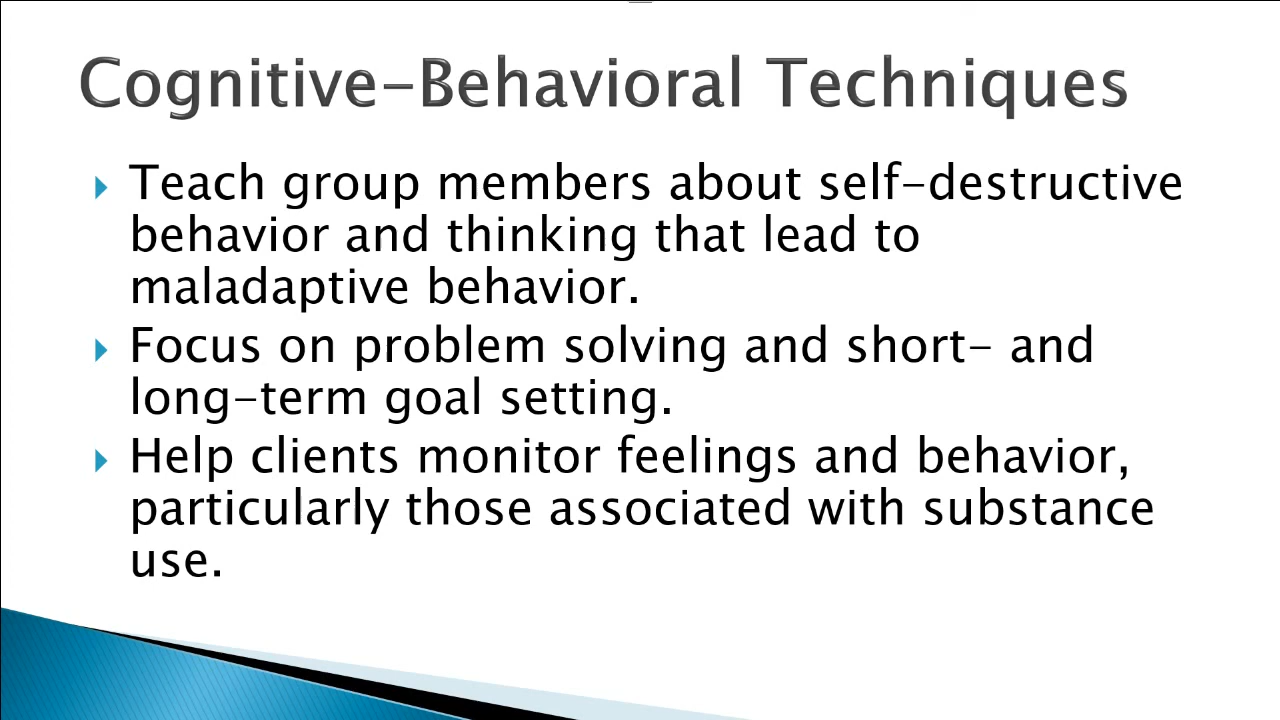 Cognitive-Behavioral Techniques
Teach group members about self-destructive
behavior and thinking that lead to
maladaptive behavior.
Focus on problem solving and short- and
long-term goal setting.
Help clients monitor feelings and behavior,
particularly those associated with substance
use.